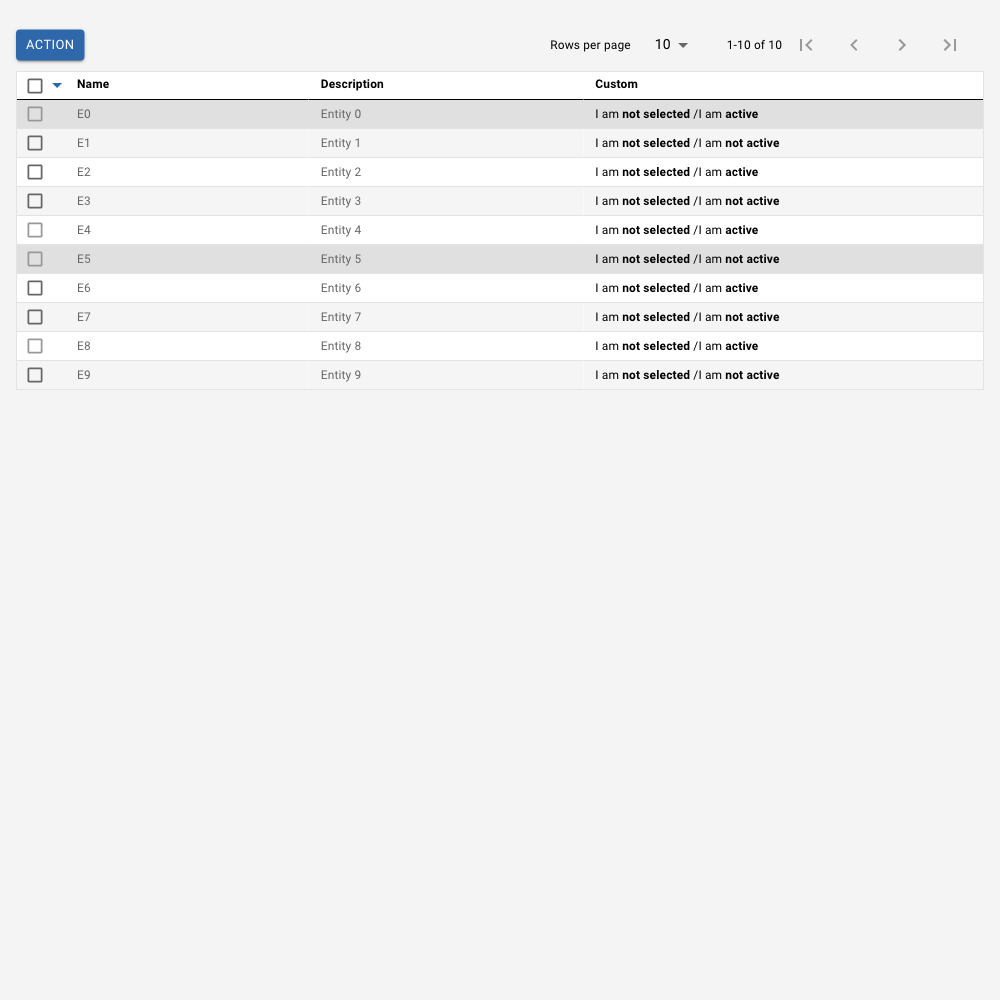 ACTION Rows per page 10 1-10 of 10
Name Description Custom
E0 Entity 0 I am not selected /I am active
E1 Entity 1 I am not selected /I am not active
E2 Entity 2 I am not selected /I am active
E3 Entity 3 I am not selected /I am not active
E4 Entity 4 I am not selected /I am active
E5 Entity 5 I am not selected /I am not active
E6 Entity 6 I am not selected /I am active
E7 Entity 7 I am not selected /I am not active
E8 Entity 8 I am not selected /I am active
E9 Entity 9 I am not selected /I am not active